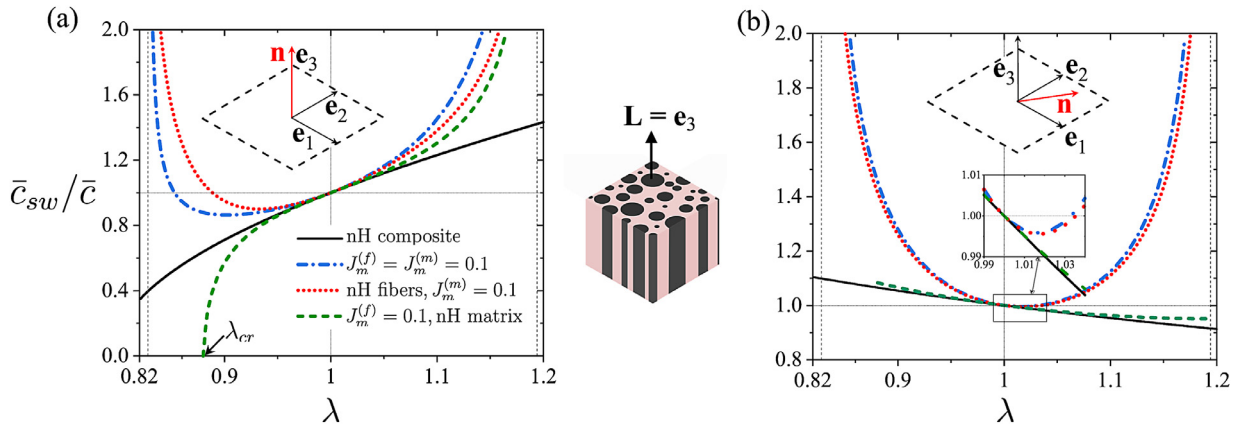 (a)
2.0
1.6
1.2
0.8
0.4
0.0
c̄_sw/c̄
n
e₃
e₂
e₁
nH composite
J_m^(f) = J_m^(m) = 0.1
nH fibers, J_m^(m) = 0.1
J_m^(f) = 0.1, nH matrix
λ_cr
0.82
0.9
1
1.1
1.2
λ
L = e₃
(b)
2.0
1.8
1.6
1.4
1.2
1.0
0.8
e₃
e₂
n
e₁
1.01
1.00
0.99
0.99
1.01
1.03
0.82
0.9
1
1.1
1.2
λ